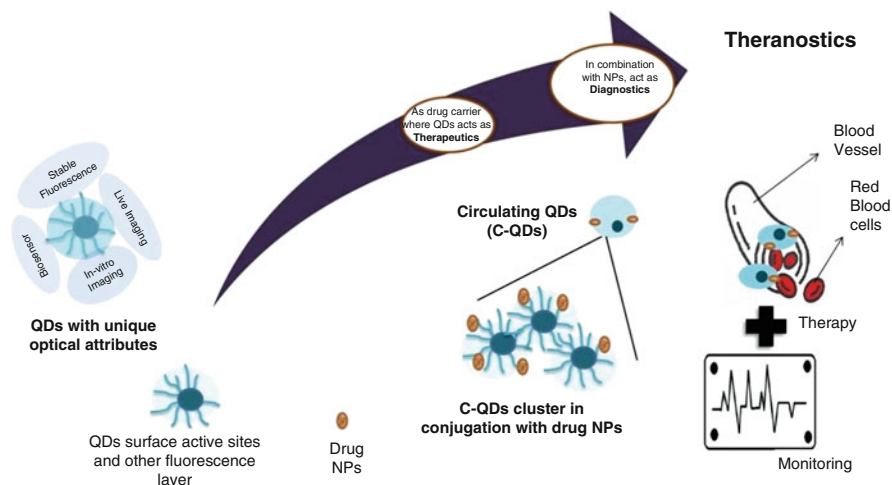 Theranostics
In combination
with NPs, act as
Diagnostics
As drug carrier
where QDs acts as
Therapeutics
Stable
Fluorescence
Live Imaging
Biosensor
In-vitro
Imaging
QDs with unique
optical attributes
Circulating QDs
(C-QDs)
Blood
Vessel
Red
Blood
cells
Therapy
C-QDs cluster in
conjugation with drug NPs
QDs surface active sites
and other fluorescence
layer
Drug
NPs
Monitoring